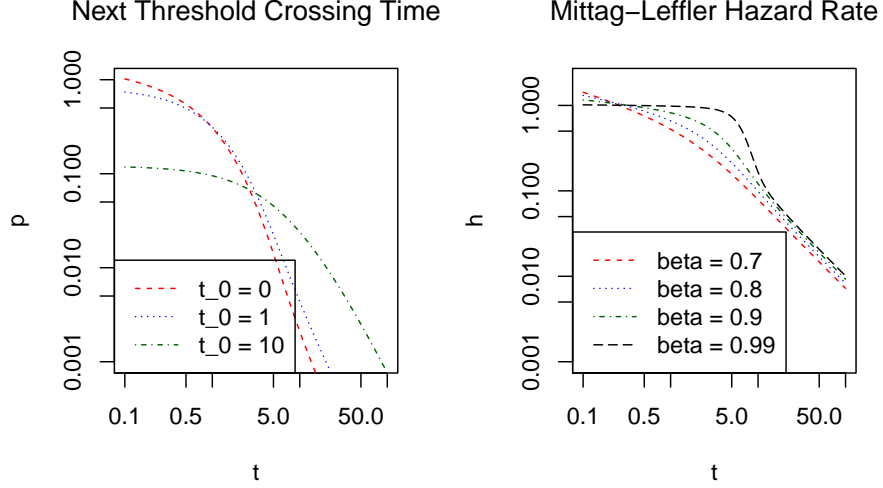 Next Threshold Crossing Time
p
1.000
0.100
0.010
0.001
t_0 = 0
t_0 = 1
t_0 = 10
0.1 0.5 5.0 50.0
t
Mittag−Leffler Hazard Rate
h
1.000
0.100
0.010
0.001
beta = 0.7
beta = 0.8
beta = 0.9
beta = 0.99
0.1 0.5 5.0 50.0
t